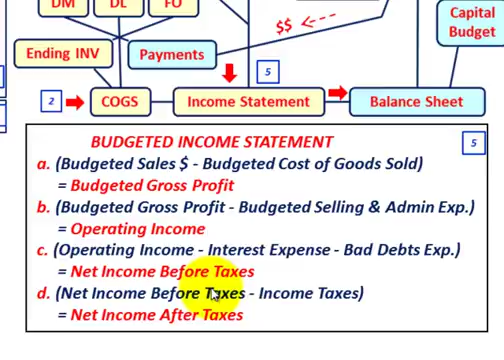 DM DL FO
$$
Capital
Budget
Ending INV
Payments
5
2
COGS
Income Statement
Balance Sheet
BUDGETED INCOME STATEMENT
5
a. (Budgeted Sales $ - Budgeted Cost of Goods Sold)
= Budgeted Gross Profit
b. (Budgeted Gross Profit - Budgeted Selling & Admin Exp.)
= Operating Income
c. (Operating Income - Interest Expense - Bad Debts Exp.)
= Net Income Before Taxes
d. (Net Income Before Taxes - Income Taxes)
= Net Income After Taxes